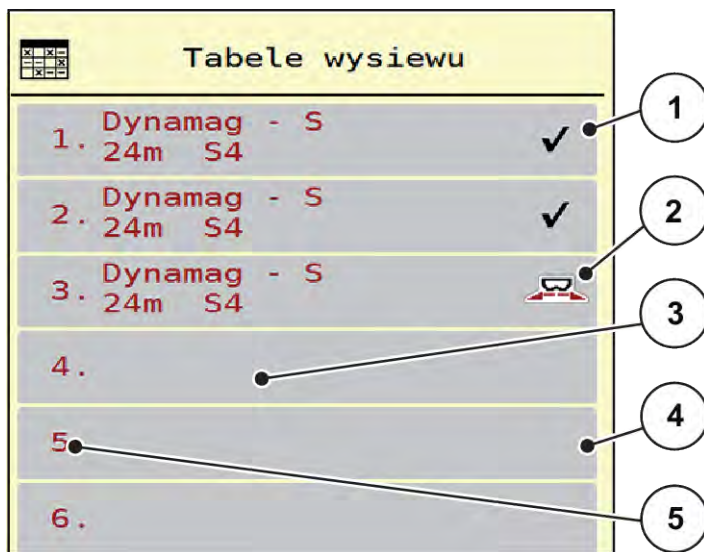 Tabele wysiewu
1. Dynamag - S
24m S4
2. Dynamag - S
24m S4
3. Dynamag - S
24m S4
4.
5.
6.
1
2
3
4
5